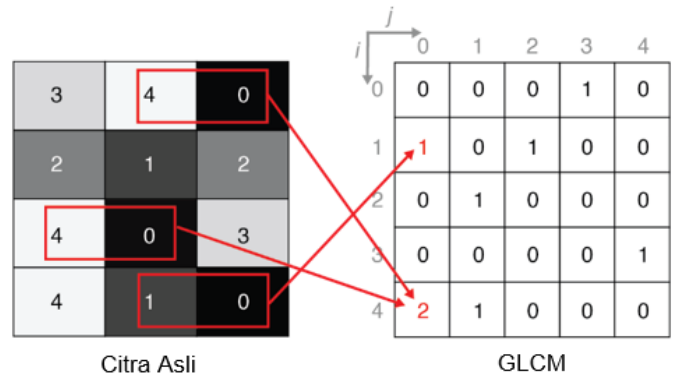 j
i 0 1 2 3 4
3 4 0
2 1 2
4 0 3
4 1 0
0 0 0 0 1 0
1 1 0 1 0 0
2 0 1 0 0 0
3 0 0 0 0 1
4 2 1 0 0 0
Citra Asli
GLCM